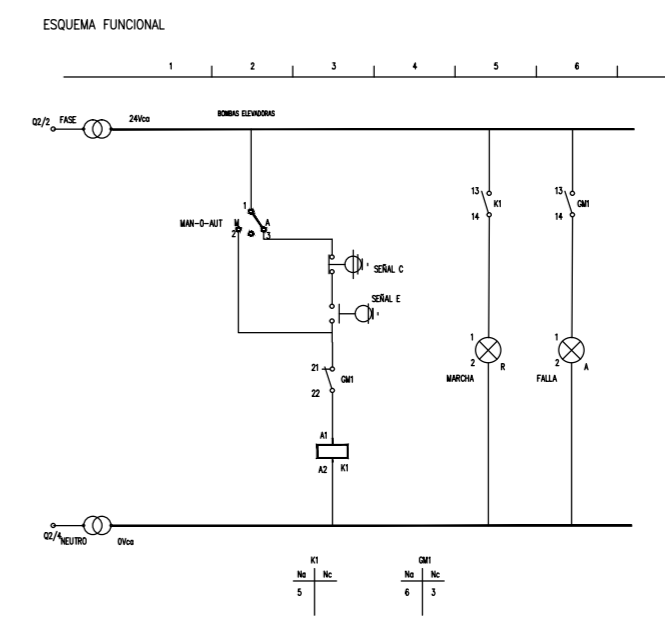 ESQUEMA FUNCIONAL
1 2 3 4 5 6
Q2/2 FASE 24Vca BOMBAS ELEVADORAS
1
MAN-0-AUT M A
2 3
SEÑAL C
SEÑAL E
13 K1
14
13 GM1
14
21 GM1
22
1
2 R
MARCHA
1
2 A
FALLA
A1
A2 K1
Q2/4 NEUTRO 0Vca
K1
Na Nc
5
GM1
Na Nc
6 3